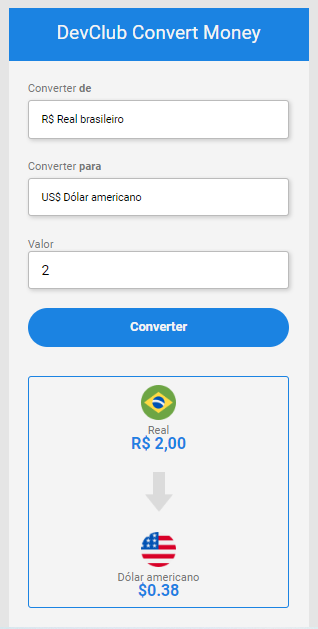 DevClub Convert Money
Converter de
R$ Real brasileiro
Converter para
US$ Dólar americano
Valor
2
Converter
Real
R$ 2,00
Dólar americano
$0.38